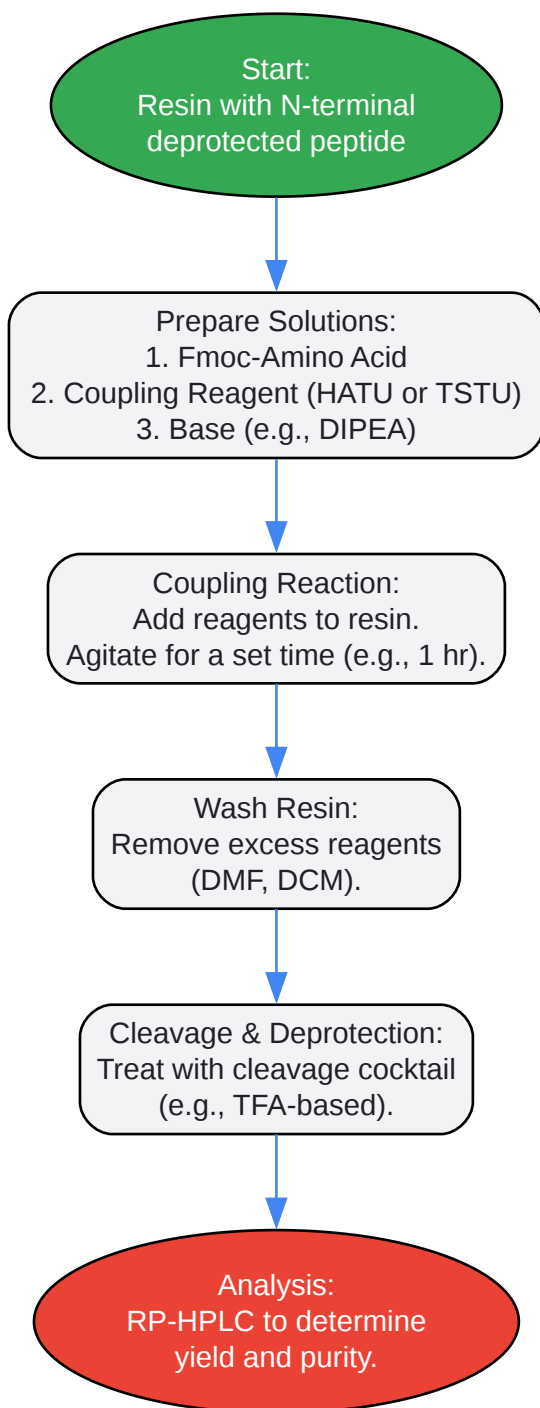 Start:
Resin with N-terminal
deprotected peptide
Prepare Solutions:
1. Fmoc-Amino Acid
2. Coupling Reagent (HATU or TSTU)
3. Base (e.g., DIPEA)
Coupling Reaction:
Add reagents to resin.
Agitate for a set time (e.g., 1 hr).
Wash Resin:
Remove excess reagents
(DMF, DCM).
Cleavage & Deprotection:
Treat with cleavage cocktail
(e.g., TFA-based).
Analysis:
RP-HPLC to determine
yield and purity.